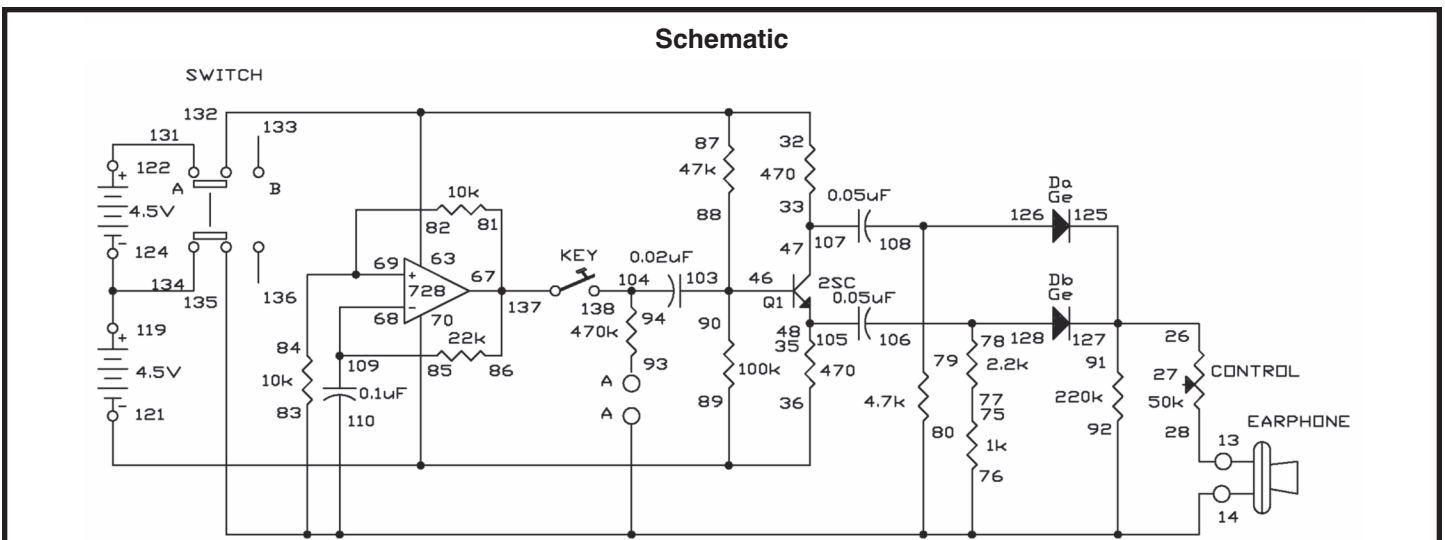 Schematic
SWITCH
132
133
131
122
+
A
B
4.5V
-
124
134
135
136
119
+
4.5V
-
121
10k
82 81
69
63
+
728
67
-
68
70
22k
84
10k
83
109
85 86
0.1uF
110
KEY
137
138
104
0.02uF
103
470k
94
93
A
A
87
47k
88
90
100k
89
32
470
33
47
46
Q1
2SC
48
35
470
36
0.05uF
107
108
0.05uF
105
106
4.7k
80
79
78
2.2k
77
75
1k
76
Da
Ge
126 125
Db
Ge
128 127
91
220k
92
26
27
CONTROL
50k
28
EARPHONE
13
14